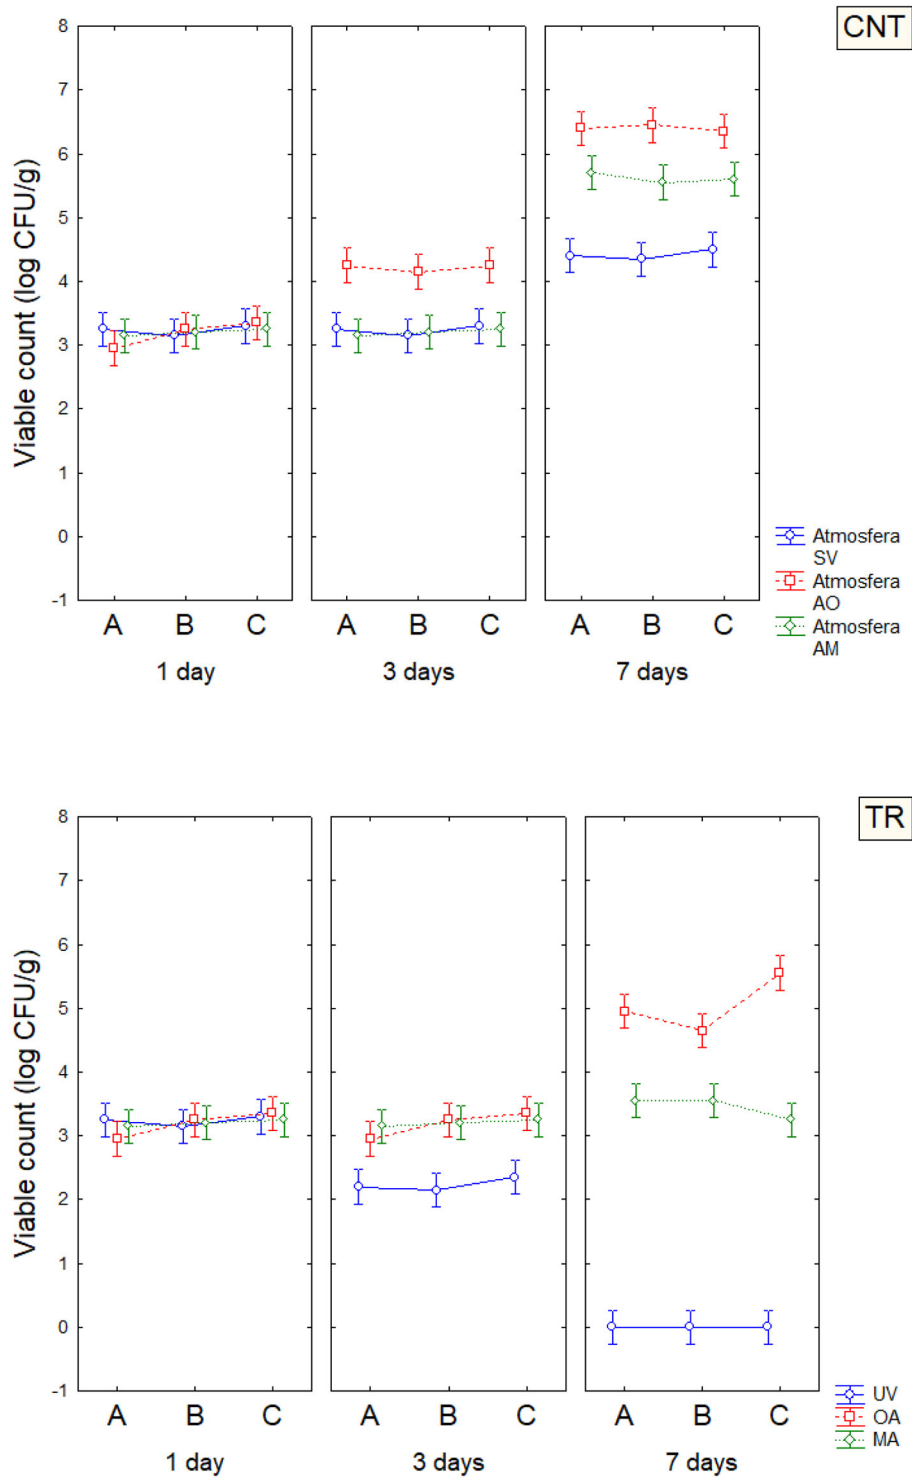 CNT
Viable count (log CFU/g)
8
7
6
5
4
3
2
1
0
-1
A B C A B C A B C
1 day 3 days 7 days
Atmosfera
SV
Atmosfera
AO
Atmosfera
AM
TR
Viable count (log CFU/g)
8
7
6
5
4
3
2
1
0
-1
A B C A B C A B C
1 day 3 days 7 days
UV
OA
MA